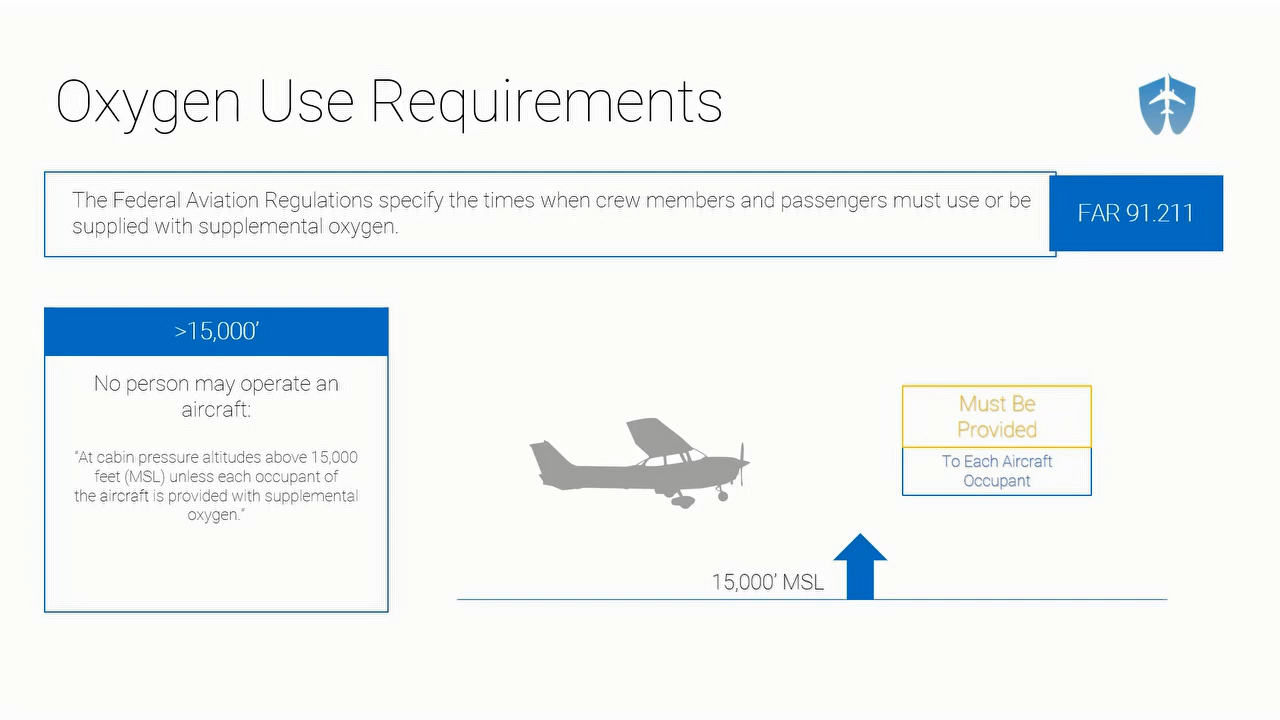 Oxygen Use Requirements
The Federal Aviation Regulations specify the times when crew members and passengers must use or be
supplied with supplemental oxygen.
FAR 91.211
>15,000’
No person may operate an
aircraft:
“At cabin pressure altitudes above 15,000
feet (MSL) unless each occupant of
the aircraft is provided with supplemental
oxygen.”
Must Be
Provided
To Each Aircraft
Occupant
15,000’ MSL